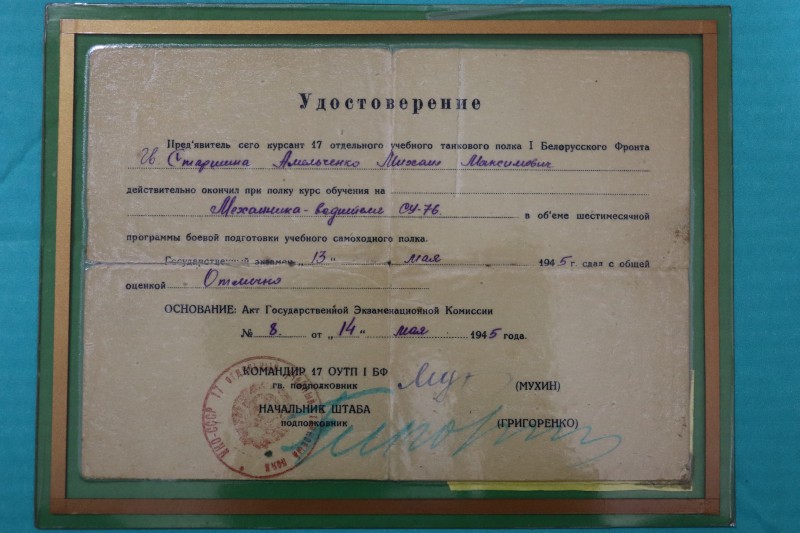 Удостоверение
Пред'явитель сего курсант 17 отдельного учебного танкового полка I Белорусского Фронта
Гв Старшина Амельченко Михаил Максимович
действительно окончил при полку курс обучения на
Механика-водителя СУ-76. в об'еме шестимесячной
программы боевой подготовки учебного самоходного полка.
Государственный экзамен „13" мая 1945 г. сдал с общей
оценкой Отлично
ОСНОВАНИЕ: Акт Государственной Экзаменационной Комиссии
№ 8. от „14" мая 1945 года.
КОМАНДИР 17 ОУТП I БФ
гв. подполковник (МУХИН)
НАЧАЛЬНИК ШТАБА
подполковник (ГРИГОРЕНКО)
НКО-СССР 17